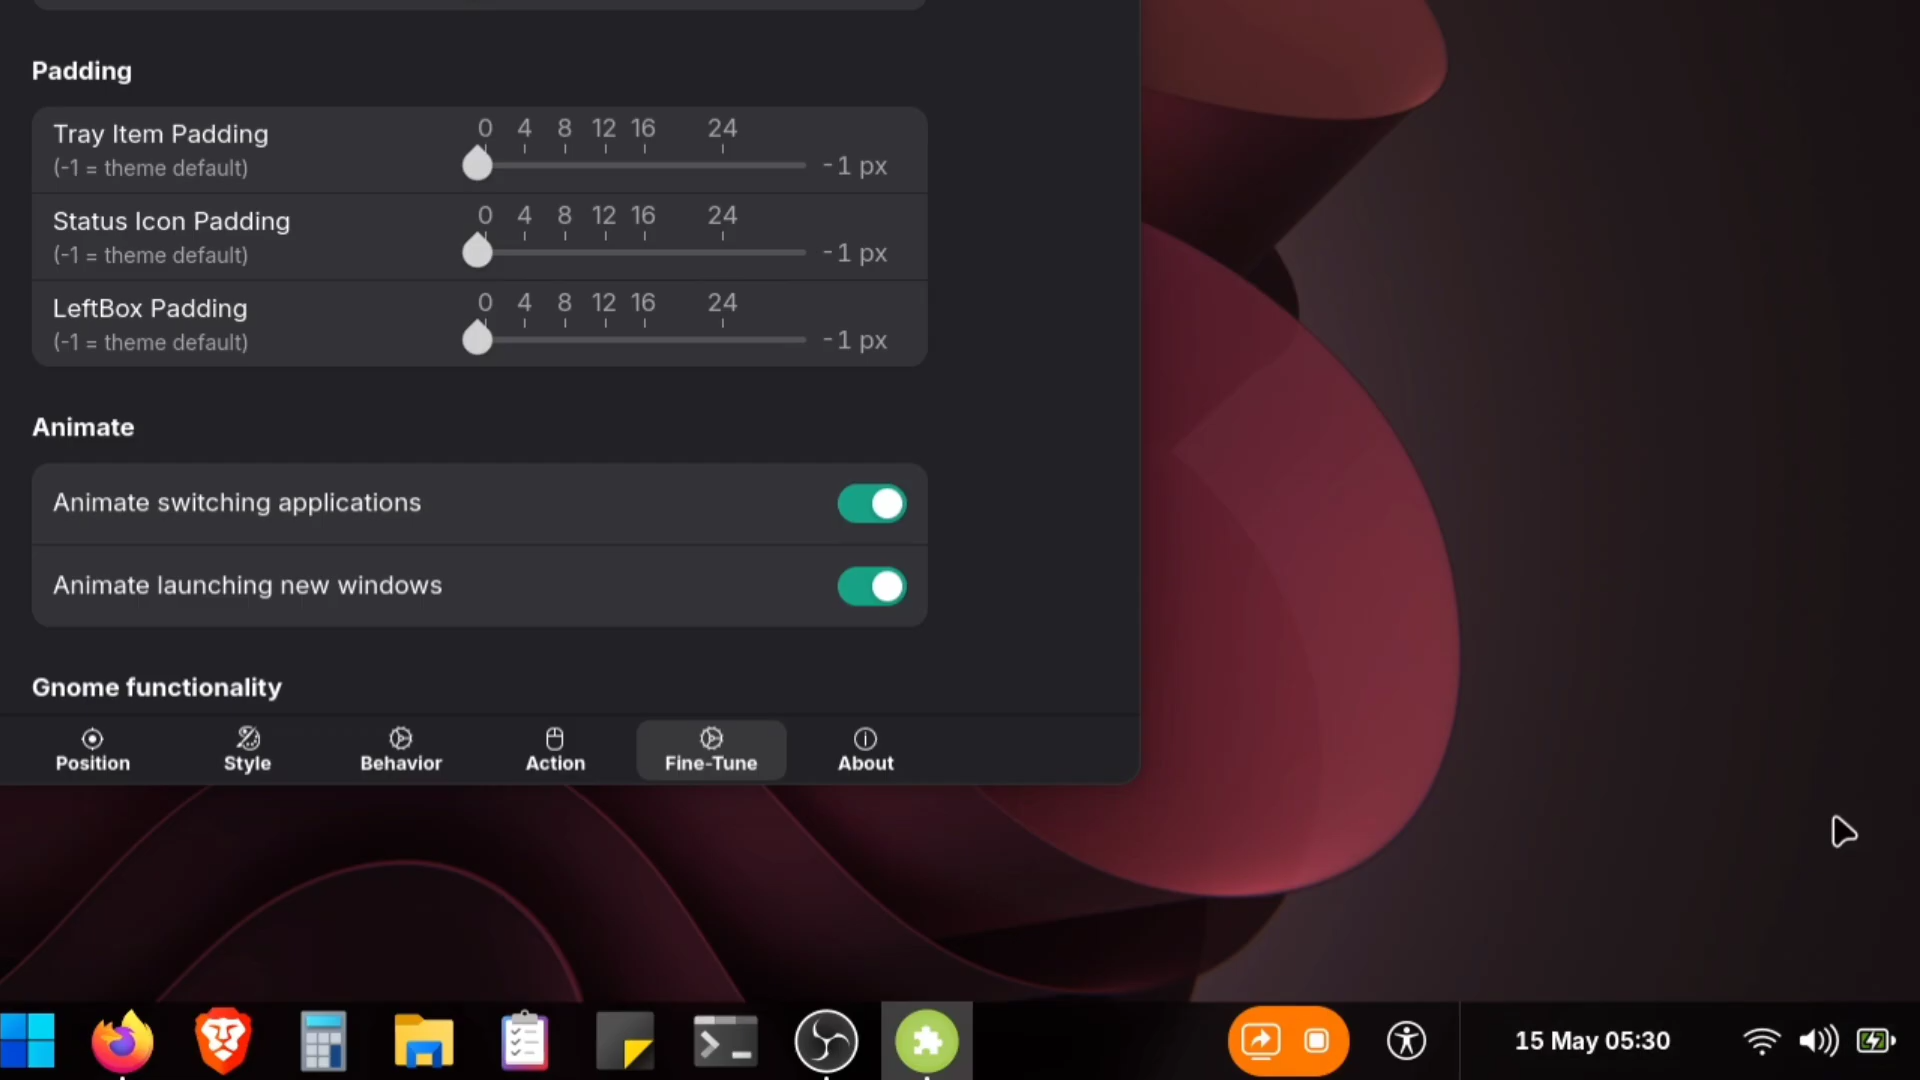 Padding
Tray Item Padding
(-1 = theme default)
0 4 8 12 16 24
-1 px
Status Icon Padding
(-1 = theme default)
0 4 8 12 16 24
-1 px
LeftBox Padding
(-1 = theme default)
0 4 8 12 16 24
-1 px
Animate
Animate switching applications
Animate launching new windows
Gnome functionality
Position Style Behavior Action Fine-Tune About
15 May 05:30